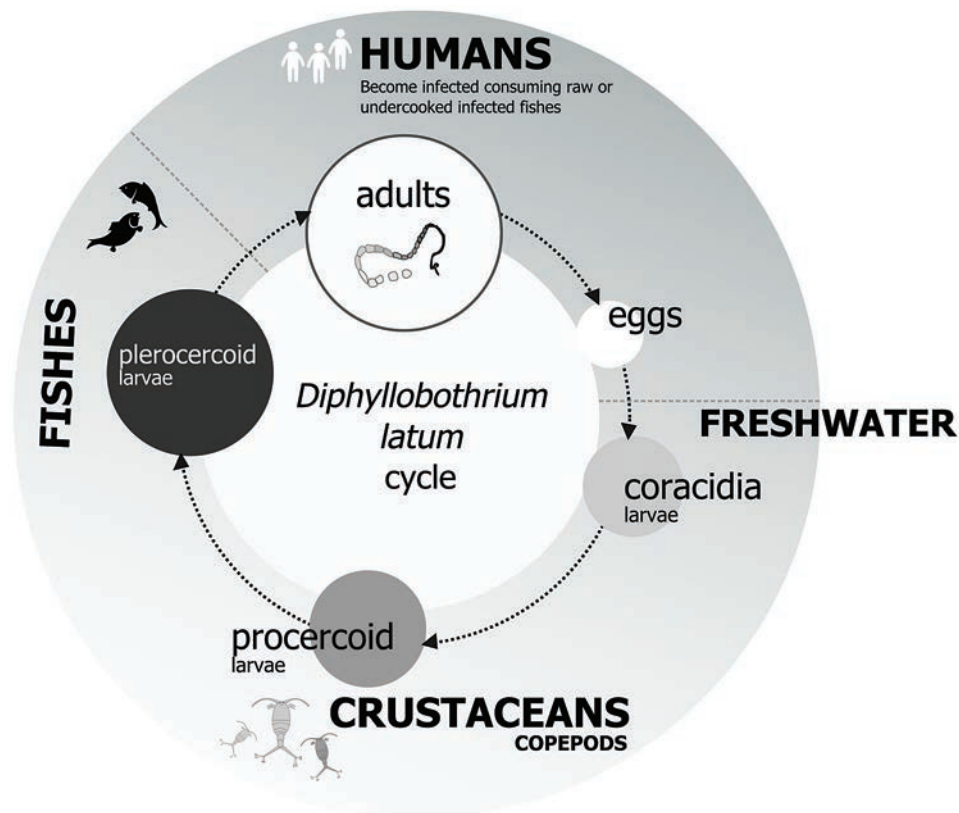 HUMANS
Become infected consuming raw or
undercooked infected fishes
adults
eggs
FISHES
plerocercoid
larvae
Diphyllobothrium
latum
cycle
FRESHWATER
coracidia
larvae
procercoid
larvae
CRUSTACEANS
COPEPODS